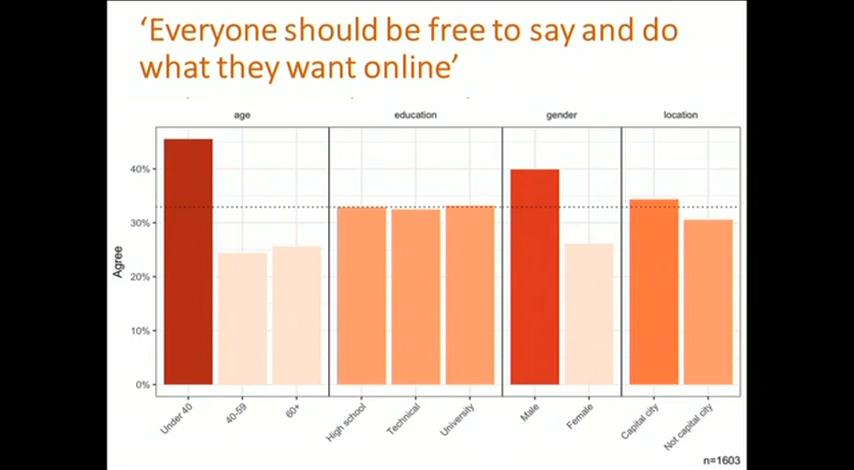 ‘Everyone should be free to say and do
what they want online’
age
education
gender
location
Agree
40%
30%
20%
10%
0%
Under 40
40-59
60+
High school
Technical
University
Male
Female
Capital city
Not capital city
n=1603